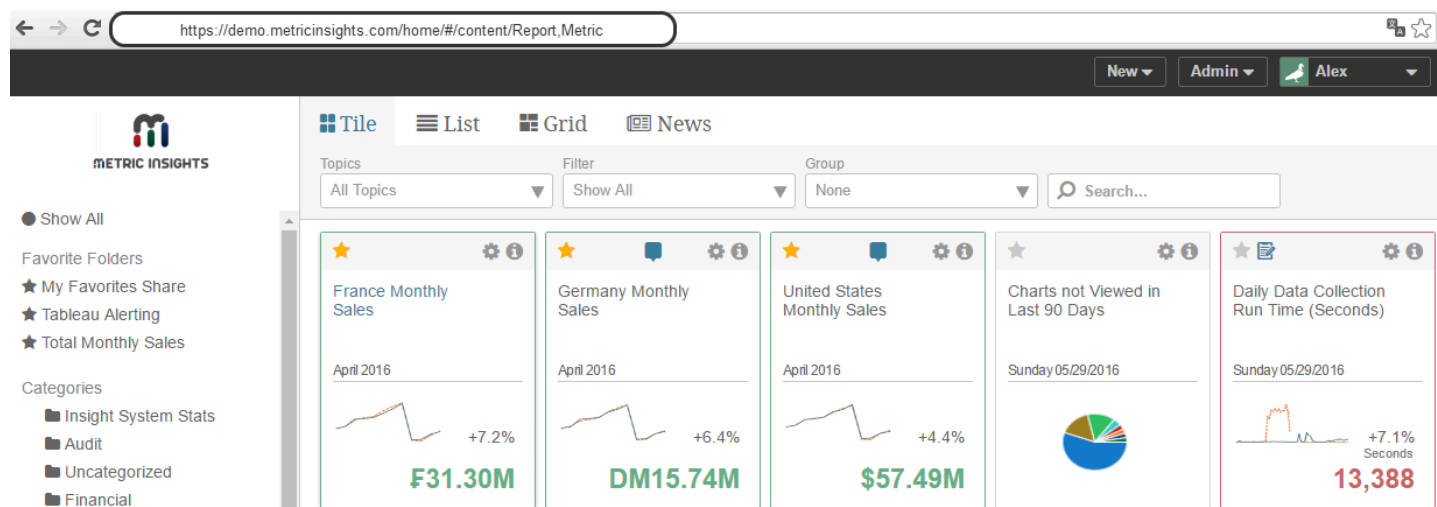 https://demo.metricinsights.com/home/#/content/Report,Metric
New Admin Alex
METRIC INSIGHTS
Tile List Grid News
Topics Filter Group
All Topics Show All None Search...
Show All
Favorite Folders
My Favorites Share
Tableau Alerting
Total Monthly Sales
Categories
Insight System Stats
Audit
Uncategorized
Financial
France Monthly
Sales
April 2016
+7.2%
₣31.30M
Germany Monthly
Sales
April 2016
+6.4%
DM15.74M
United States
Monthly Sales
April 2016
+4.4%
$57.49M
Charts not Viewed in
Last 90 Days
Sunday 05/29/2016
Daily Data Collection
Run Time (Seconds)
Sunday 05/29/2016
+7.1%
Seconds
13,388